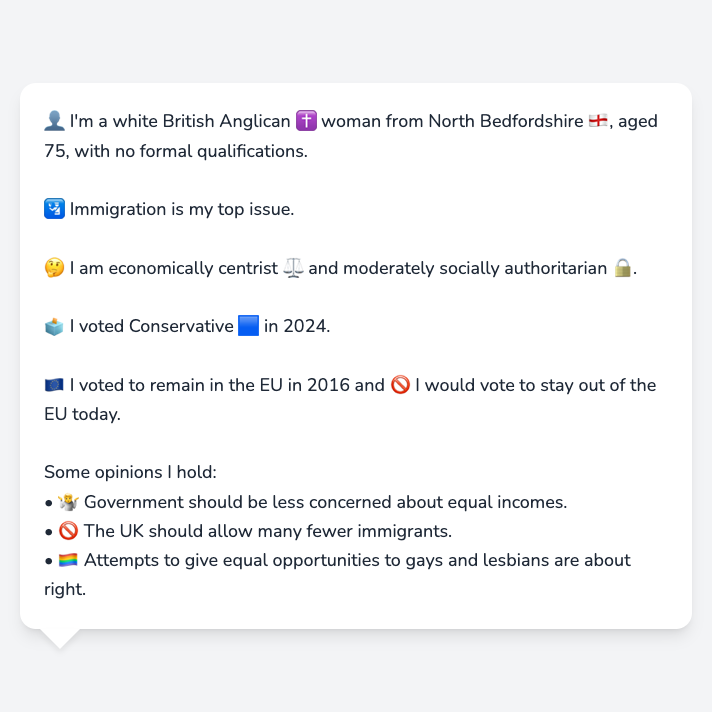 👤 I'm a white British Anglican ✝️ woman from North Bedfordshire 🏴󠁧󠁢󠁥󠁮󠁧󠁿, aged
75, with no formal qualifications.
🛂 Immigration is my top issue.
🤔 I am economically centrist ⚖️ and moderately socially authoritarian 🔒.
🗳️ I voted Conservative 🟦 in 2024.
🇪🇺 I voted to remain in the EU in 2016 and 🚫 I would vote to stay out of the
EU today.
Some opinions I hold:
• 🤷‍♀️ Government should be less concerned about equal incomes.
• 🚫 The UK should allow many fewer immigrants.
• 🏳️‍🌈 Attempts to give equal opportunities to gays and lesbians are about
right.